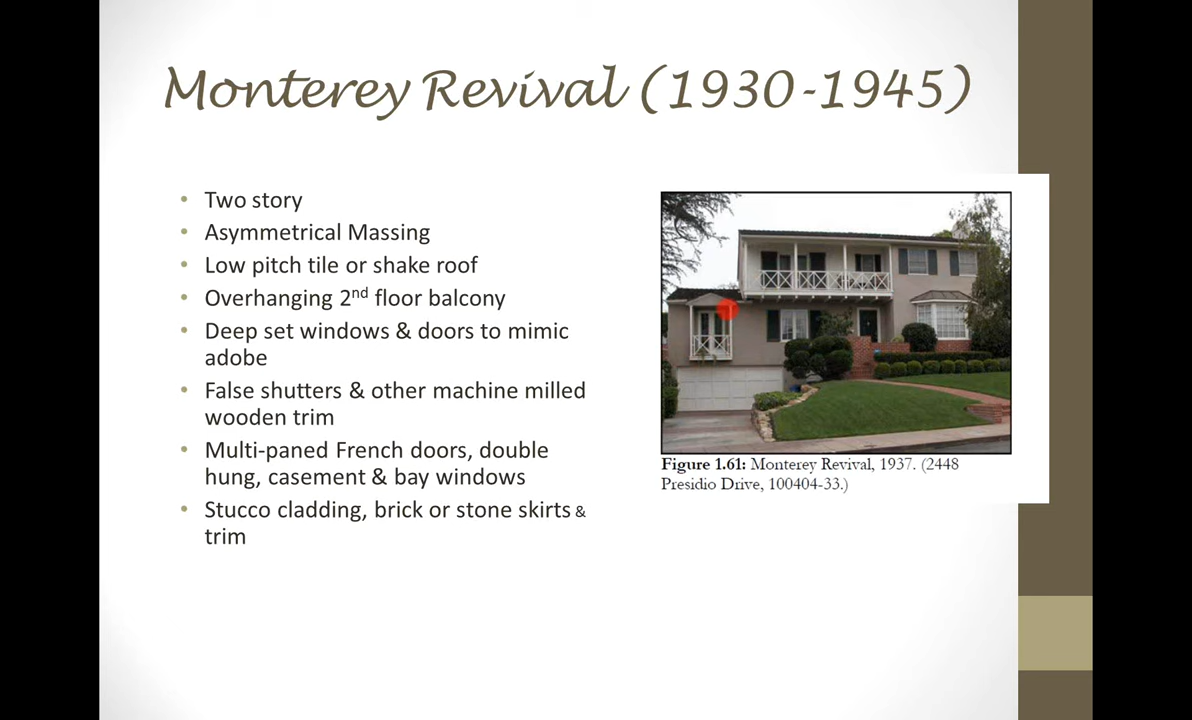 Monterey Revival (1930-1945)
• Two story
• Asymmetrical Massing
• Low pitch tile or shake roof
• Overhanging 2nd floor balcony
• Deep set windows & doors to mimic
adobe
• False shutters & other machine milled
wooden trim
• Multi-paned French doors, double
hung, casement & bay windows
• Stucco cladding, brick or stone skirts &
trim
Figure 1.61: Monterey Revival, 1937. (2448
Presidio Drive, 100404-33.)